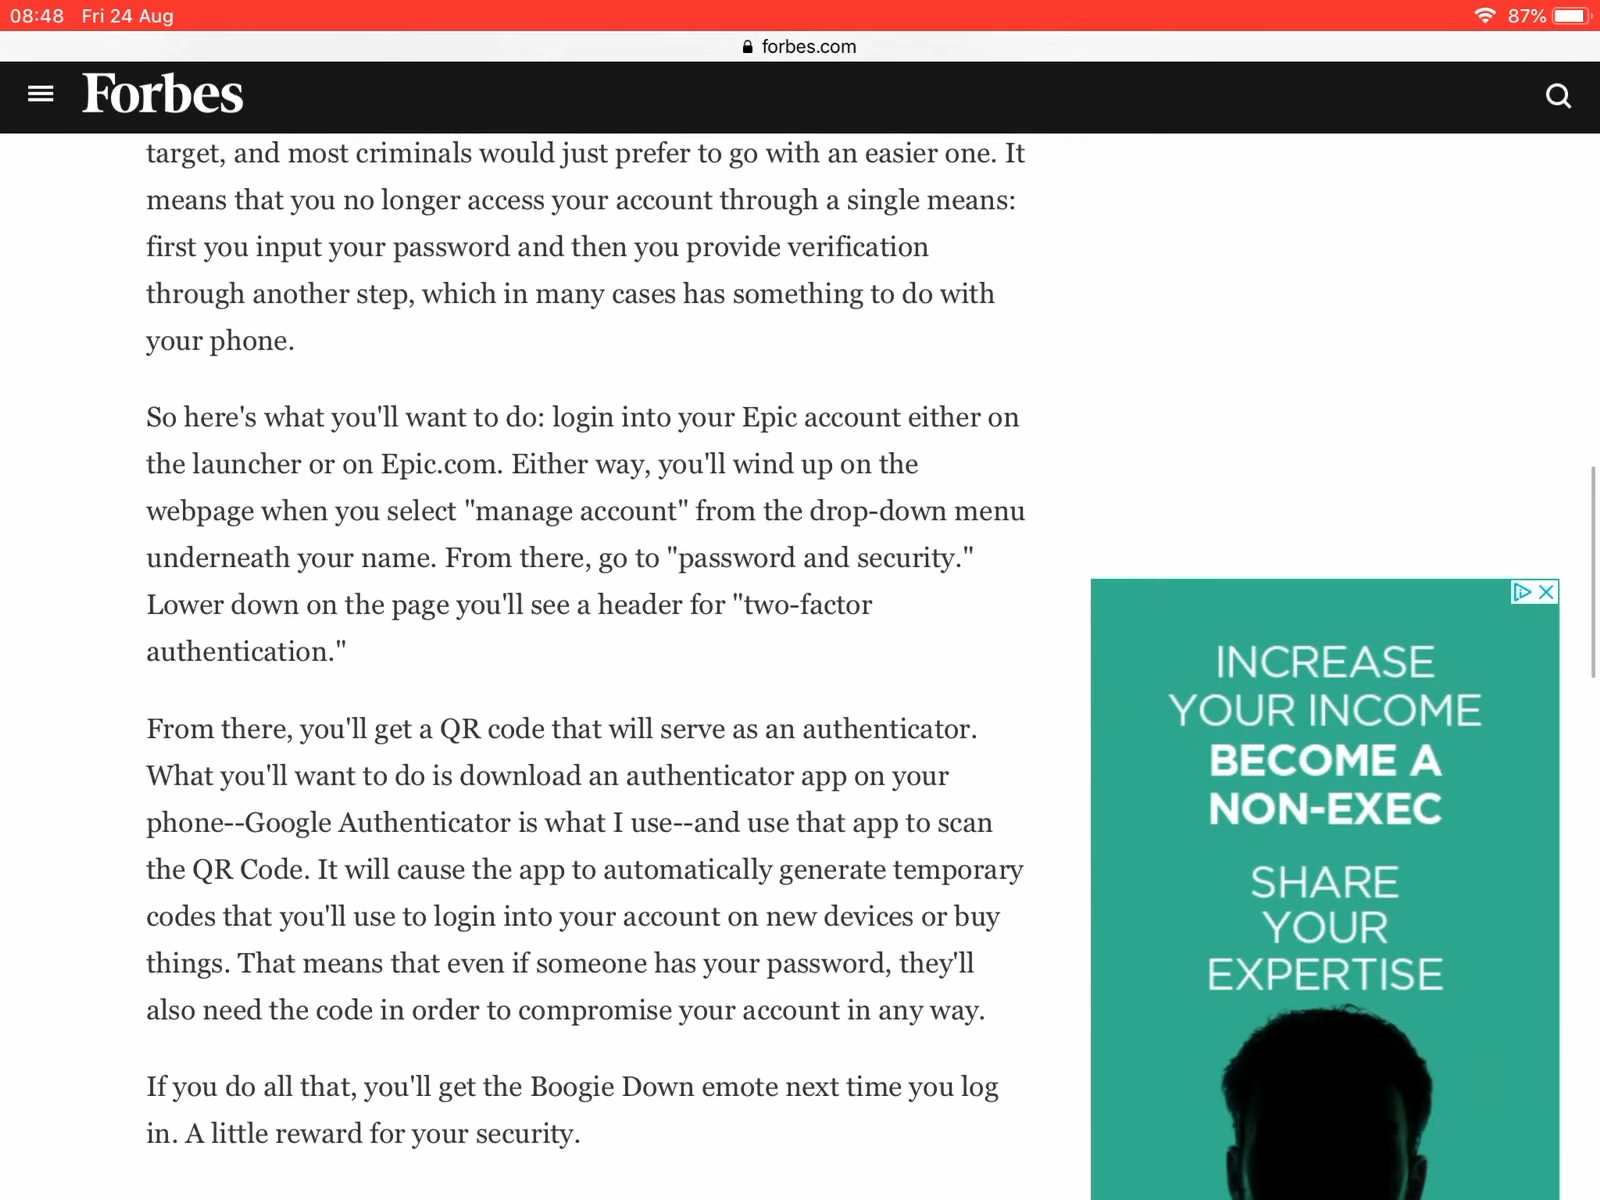 08:48 Fri 24 Aug
87%
forbes.com
Forbes
target, and most criminals would just prefer to go with an easier one. It
means that you no longer access your account through a single means:
first you input your password and then you provide verification
through another step, which in many cases has something to do with
your phone.
So here's what you'll want to do: login into your Epic account either on
the launcher or on Epic.com. Either way, you'll wind up on the
webpage when you select "manage account" from the drop-down menu
underneath your name. From there, go to "password and security."
Lower down on the page you'll see a header for "two-factor
authentication."
From there, you'll get a QR code that will serve as an authenticator.
What you'll want to do is download an authenticator app on your
phone--Google Authenticator is what I use--and use that app to scan
the QR Code. It will cause the app to automatically generate temporary
codes that you'll use to login into your account on new devices or buy
things. That means that even if someone has your password, they'll
also need the code in order to compromise your account in any way.
If you do all that, you'll get the Boogie Down emote next time you log
in. A little reward for your security.
INCREASE
YOUR INCOME
BECOME A
NON-EXEC
SHARE
YOUR
EXPERTISE